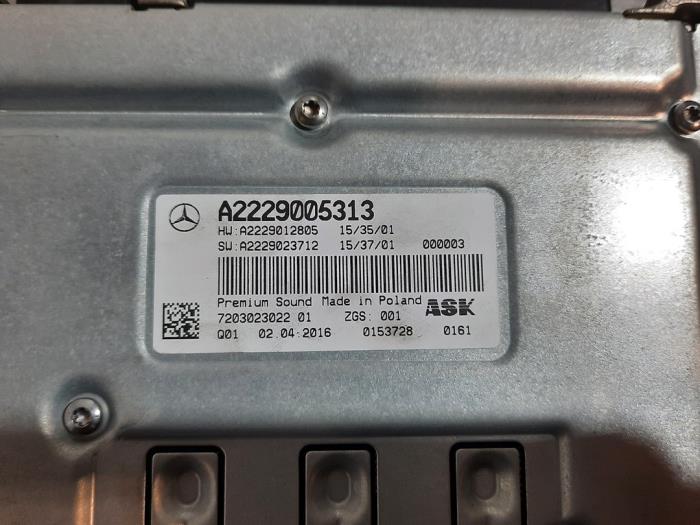 A2229005313
HW:A2229012805 15/35/01
SW:A2229023712 15/37/01 000003
Premium Sound Made in Poland ASK
7203023022 01 ZGS: 001
Q01 02.04.2016 0153728 0161